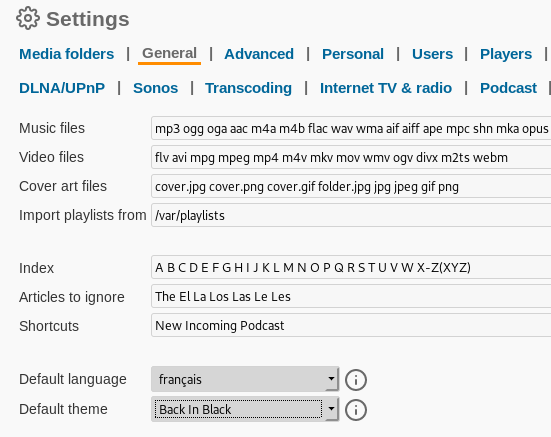 Settings
Media folders | General | Advanced | Personal | Users | Players |
DLNA/UPnP | Sonos | Transcoding | Internet TV & radio | Podcast |
Music files mp3 ogg oga aac m4a m4b flac wav wma aif aiff ape mpc shn mka opus
Video files flv avi mpg mpeg mp4 m4v mkv mov wmv ogv divx m2ts webm
Cover art files cover.jpg cover.png cover.gif folder.jpg jpg jpeg gif png
Import playlists from /var/playlists
Index A B C D E F G H I J K L M N O P Q R S T U V W X-Z(XYZ)
Articles to ignore The El La Los Las Le Les
Shortcuts New Incoming Podcast
Default language français
Default theme Back In Black